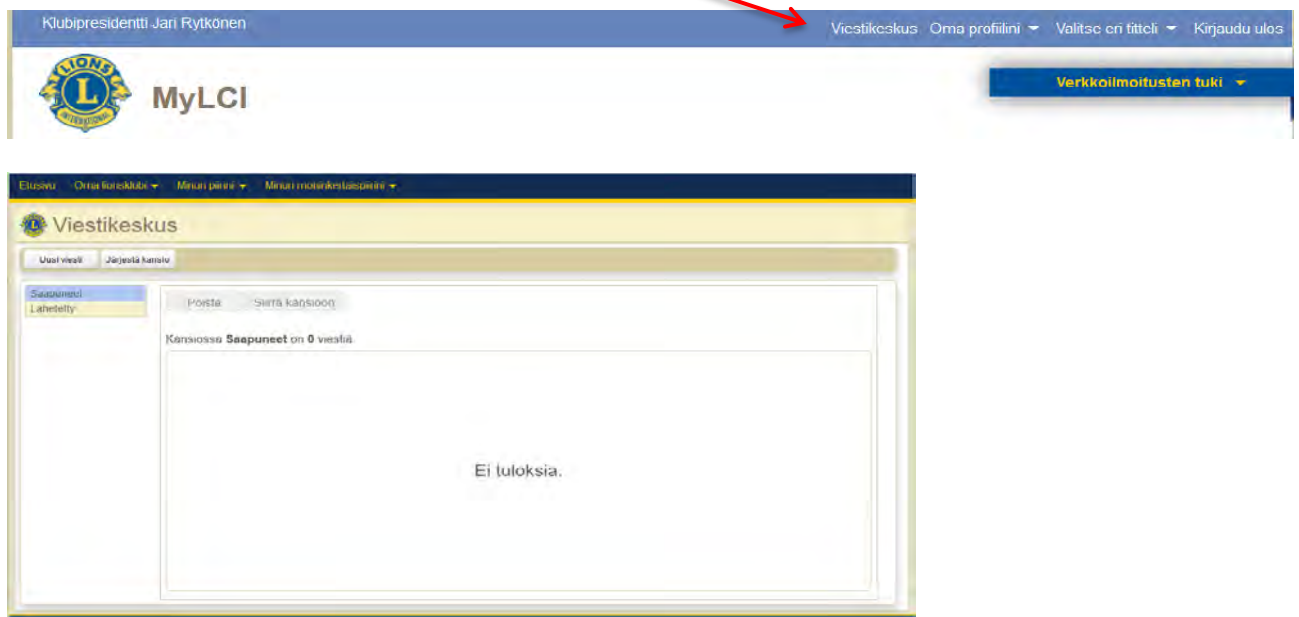 Klubipresidentti Jari Rytkönen
Viestikeskus Oma profiilini Valitse eri titteli Kirjaudu ulos
LIONS
L
INTERNATIONAL
MyLCI
Verkkoilmoitusten tuki
Etusivu Oma lionsklubi Minun piirini Minun moninkertaispiirini
Viestikeskus
Uusi viesti Järjestä kansio
Saapuneet
Lähetetty
Poista Siirrä kansioon
Kansiossa Saapuneet on 0 viestiä
Ei tuloksia.